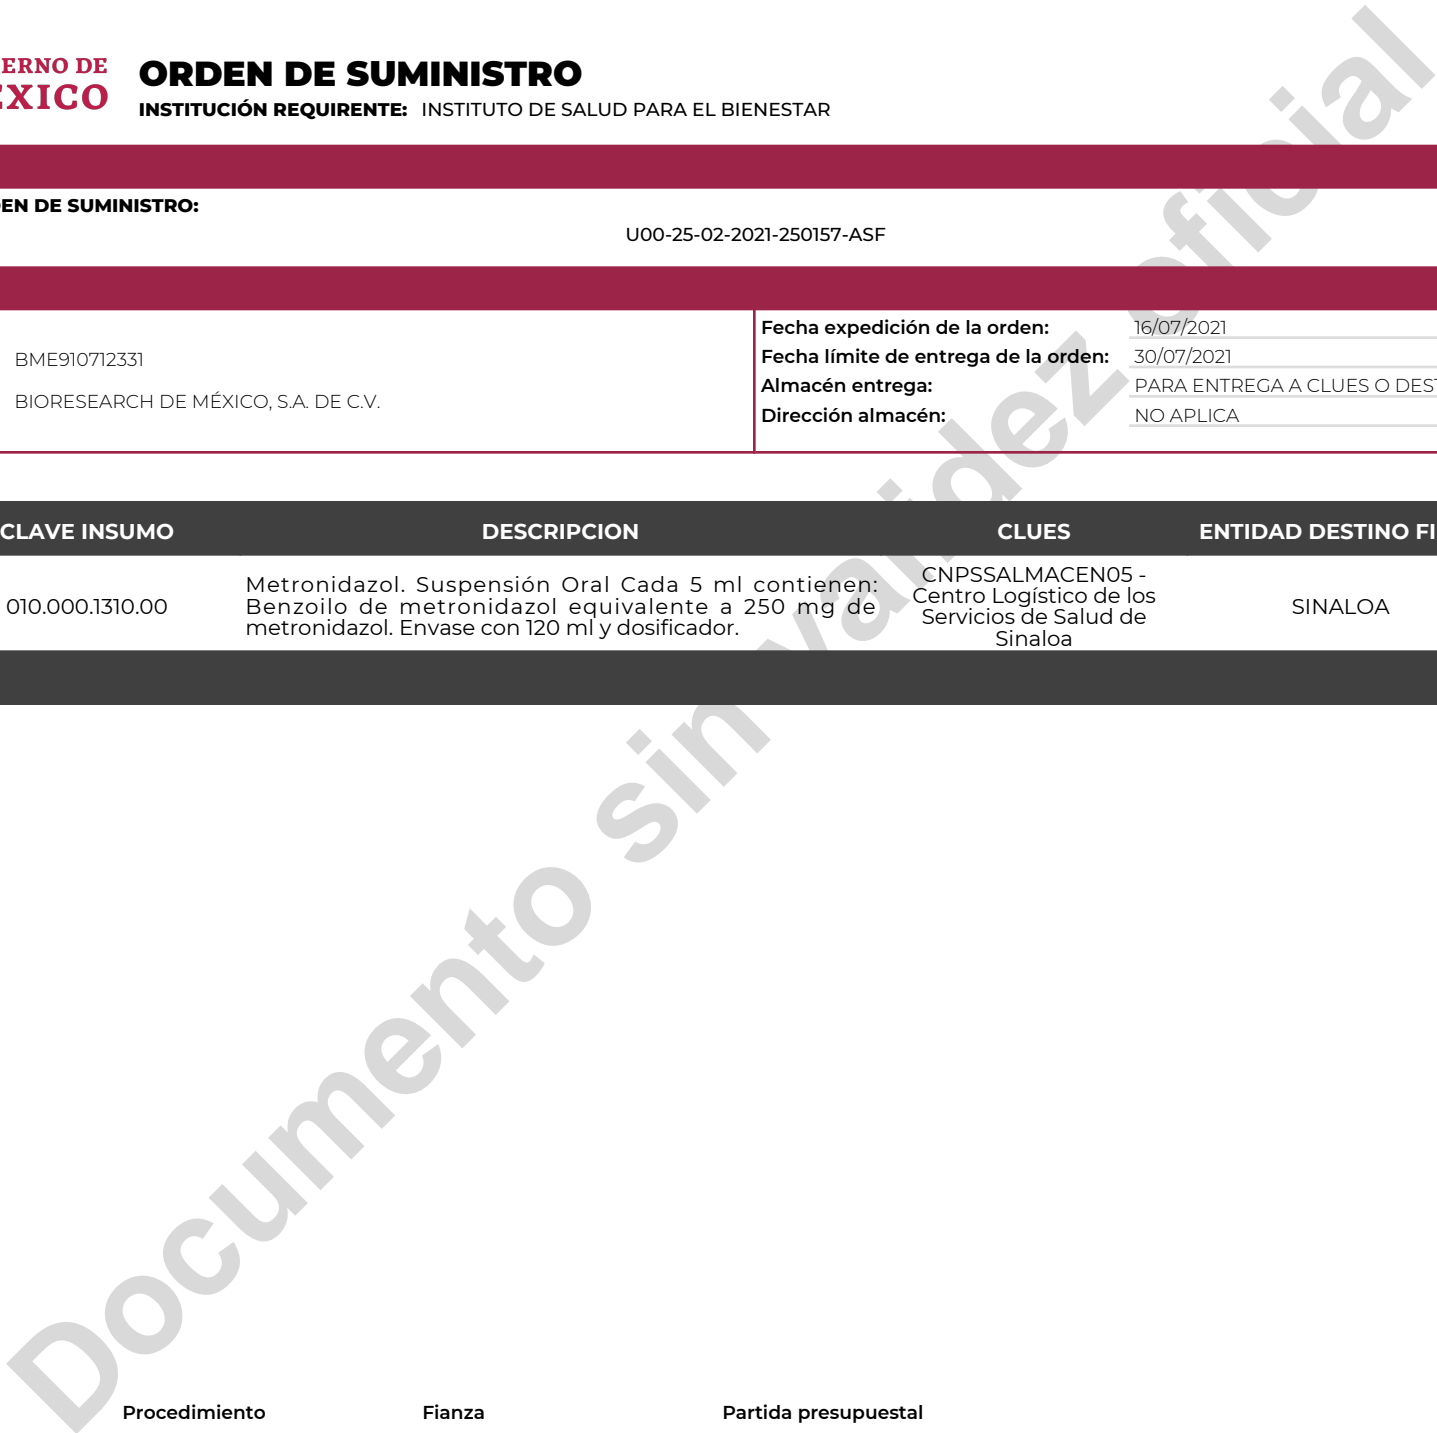 ERNO DE
ÉXICO
ORDEN DE SUMINISTRO
INSTITUCIÓN REQUIRENTE: INSTITUTO DE SALUD PARA EL BIENESTAR
EN DE SUMINISTRO:
U00-25-02-2021-250157-ASF
BME910712331
BIORESEARCH DE MÉXICO, S.A. DE C.V.
Fecha expedición de la orden: 16/07/2021
Fecha límite de entrega de la orden: 30/07/2021
Almacén entrega: PARA ENTREGA A CLUES O DEST
Dirección almacén: NO APLICA
CLAVE INSUMO DESCRIPCION CLUES ENTIDAD DESTINO FI
010.000.1310.00
Metronidazol. Suspensión Oral Cada 5 ml contienen:
Benzoilo de metronidazol equivalente a 250 mg de
metronidazol. Envase con 120 ml y dosificador.
CNPSSALMACEN05 -
Centro Logístico de los
Servicios de Salud de
Sinaloa
SINALOA
Documento sin validez oficial
Procedimiento Fianza Partida presupuestal